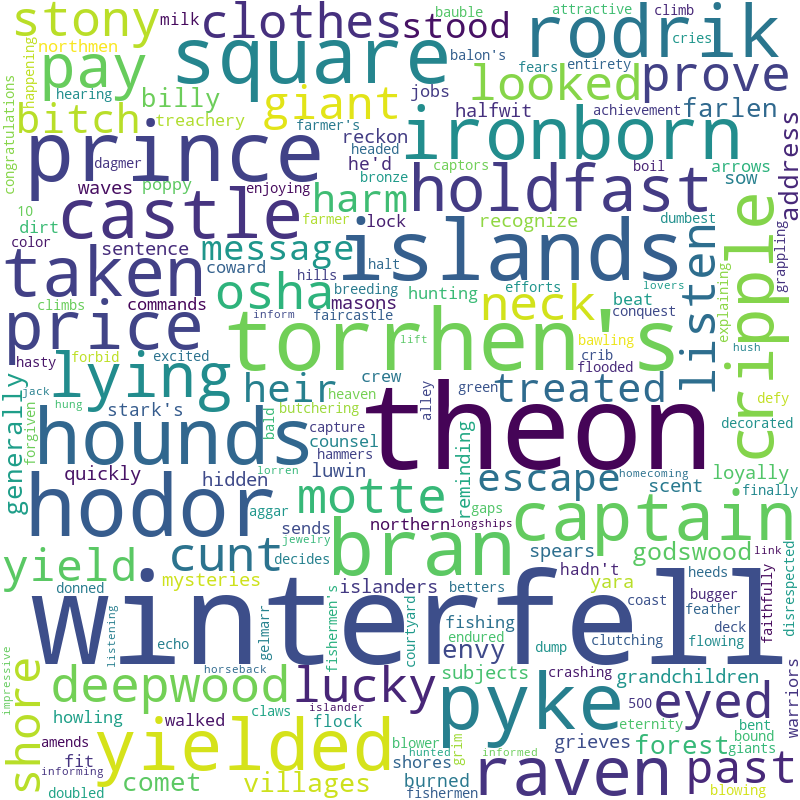 milk
clothes
stood
bauble
attractive
climb
cries
rodrik
stony
northmen
happening
pay
square
balon's
fears
entirety
looked
prove
hearing
billy
giant
jobs
halfwit
achievement
farlen
congratulations
bitch
treachery
farmer's
reckon
headed
ironborn
address
prince
dagmer
he'd
bronze
captors
boil
arrows
sow
waves
poppy
enjoying
harm
holdfast
10
dirt
castle
farmer
lock
recognize
dumbest
color
sentence
message
islands
cripple
grappling
taken
coward
hills
halt
breeding
efforts
lovers
osha
masons
hunting
neck
beat
conquest
listen
explaining
climbs
commands
faircastle
price
inform
torrhen's
lift
bawling
hush
hasty
forbid
excited
crib
flooded
lying
heir
crew
heaven
jack
hung
green
treated
defy
stark's
butchering
alley
decorated
forgiven
bald
capture
counsel
hounds
theon
generally
hammers
finally
quickly
hidden
luwin
reminding
gaps
loyally
lorren
escape
homecoming
scent
hodor
aggar
motte
northern
longships
captain
sends
spears
jewelry
decides
bran
godswood
link
yield
cunt
mysteries
hadn't
yara
donned
islanders
betters
coast
heeds
bugger
feather
faithfully
disrespected
winterfell
listening
echo
gelmarr
fishermen's
courtyard
fishing
endured
envy
clutching
deck
flowing
dump
horseback
subjects
crashing
grandchildren
impressive
shore
deepwood
lucky
pyke
eyed
howling
claws
islander
500
bent
warriors
walked
flock
eternity
bound
giants
amends
yielded
blower
grim
shores
hunted
informed
grieves
forest
fit
informing
raven
past
comet
villages
burned
doubled
fishermen
blowing